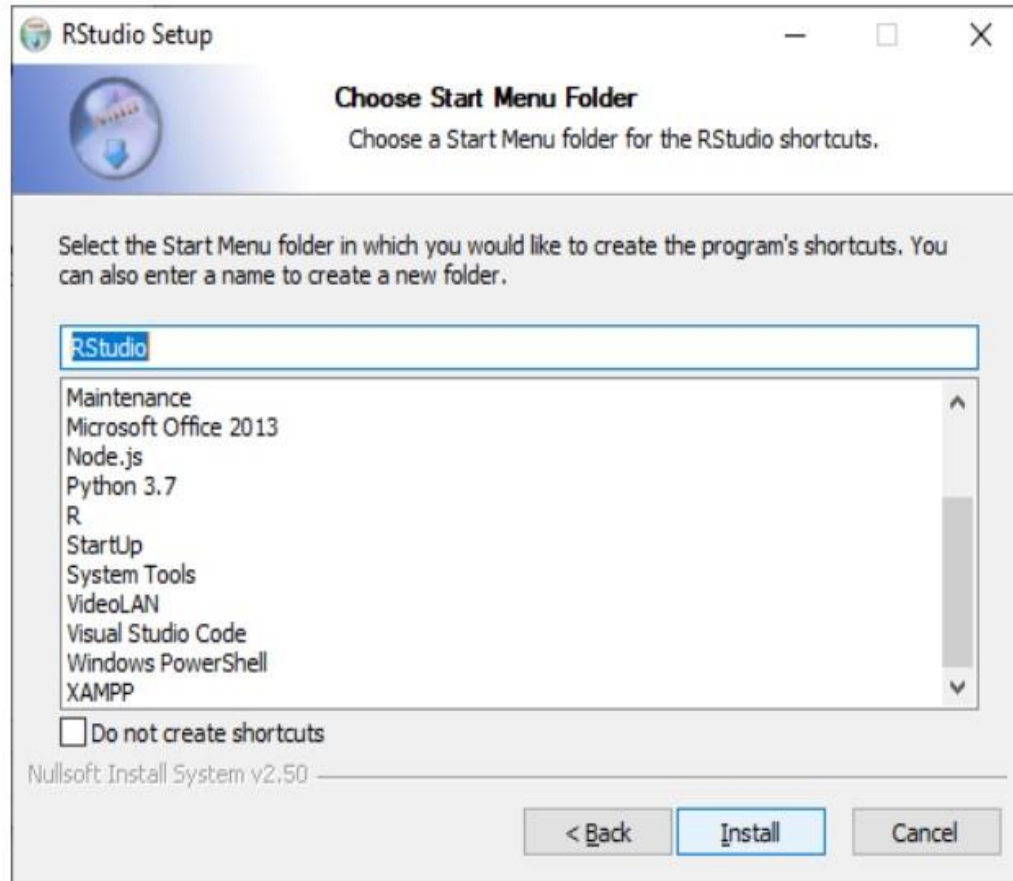 RStudio Setup
Choose Start Menu Folder
Choose a Start Menu folder for the RStudio shortcuts.
Select the Start Menu folder in which you would like to create the program's shortcuts. You
can also enter a name to create a new folder.
RStudio
Maintenance
Microsoft Office 2013
Node.js
Python 3.7
R
StartUp
System Tools
VideoLAN
Visual Studio Code
Windows PowerShell
XAMPP
Do not create shortcuts
Nullsoft Install System v2.50
< Back
Install
Cancel